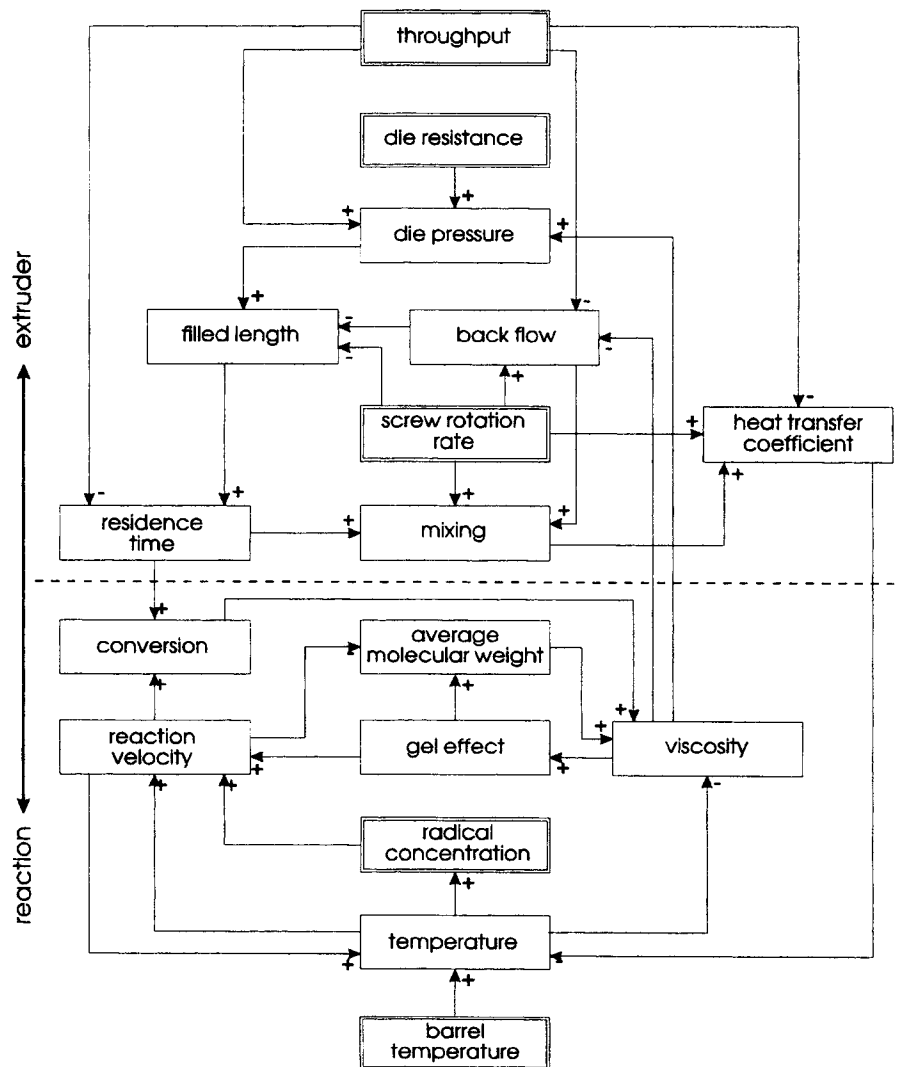 throughput
die resistance
+
+
die pressure
+
extruder
+
-
filled length
-
-
back flow
-
+
screw rotation
rate
-
+
heat transfer
coefficient
+
-
+
+
+
residence
time
+
mixing
+
conversion
+
average
molecular weight
-
+
+
+
reaction
velocity
+
gel effect
+
viscosity
+
+
-
radical
concentration
+
reaction
temperature
+
-
+
barrel
temperature